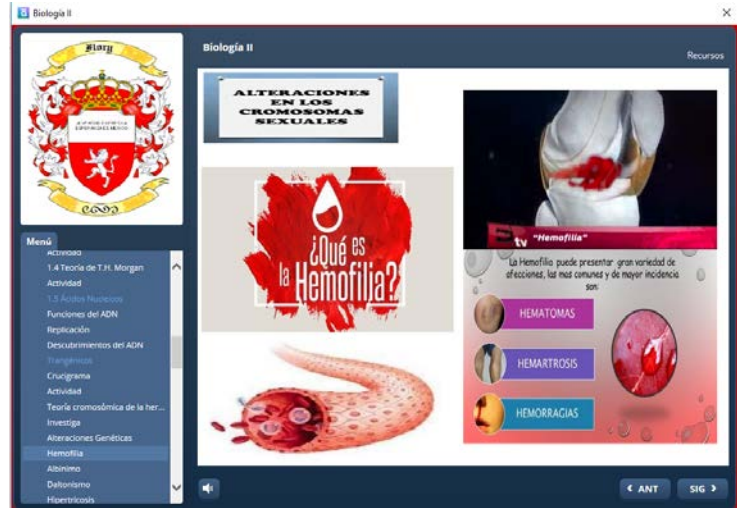 Biología II
Flory
Biología II
Recursos
Menú
Actividad
1.4 Teoría de T.H. Morgan
Actividad
1.5 Ácidos Nucleicos
Funciones del ADN
Replicación
Descubrimientos del ADN
Trangénicos
Crucigrama
Actividad
Teoría cromosómica de la her...
Investiga
Alteraciones Genéticas
Hemofilia
Albinimo
Daltonismo
Hipertricosis
ALTERACIONES
EN LOS
CROMOSOMAS
SEXUALES
¿Qué es
la Hemofilia?
tv "Hemofilia"
La Hemofilia puede presentar gran variedad de
afecciones, las mas comunes y de mayor incidencia
son:
HEMATOMAS
HEMARTROSIS
HEMORRAGIAS
ANT
SIG